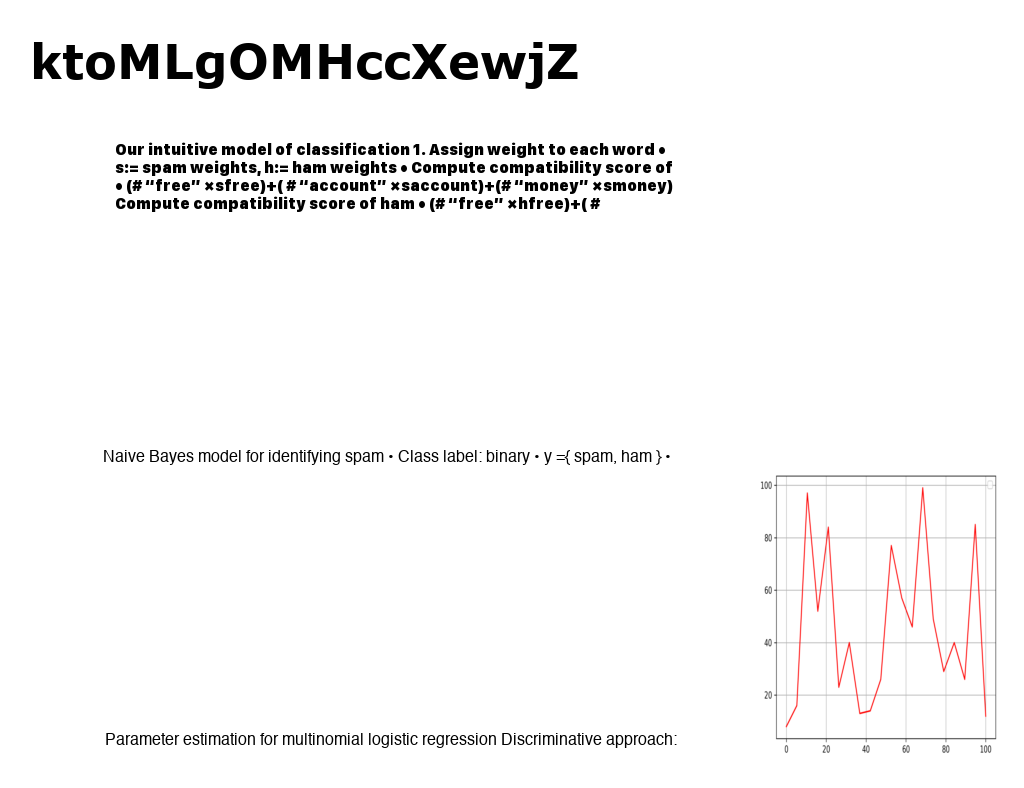 ktoMLgOMHccXewjZ
Our intuitive model of classification 1. Assign weight to each word •
s:= spam weights, h:= ham weights • Compute compatibility score of
• (# “free” ×sfree)+( # “account” ×saccount)+(# “money” ×smoney)
Compute compatibility score of ham • (# “free” ×hfree)+( #
Naive Bayes model for identifying spam • Class label: binary • y ={ spam, ham } •
100
80
60
40
20
0 20 40 60 80 100
Parameter estimation for multinomial logistic regression Discriminative approach: